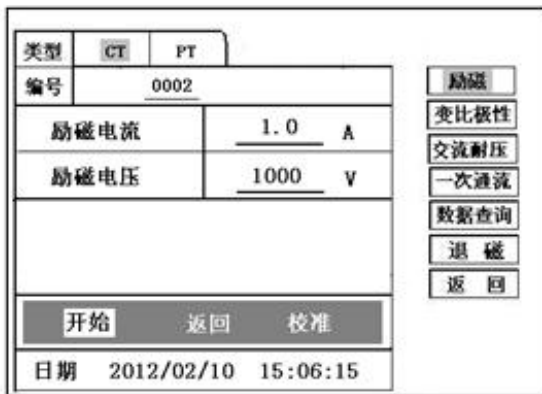 类型 CT PT
编号 0002
励磁电流 1.0 A
励磁电压 1000 V
开始 返回 校准
日期 2012/02/10 15:06:15
励磁
变比极性
交流耐压
一次通流
数据查询
退 磁
返 回